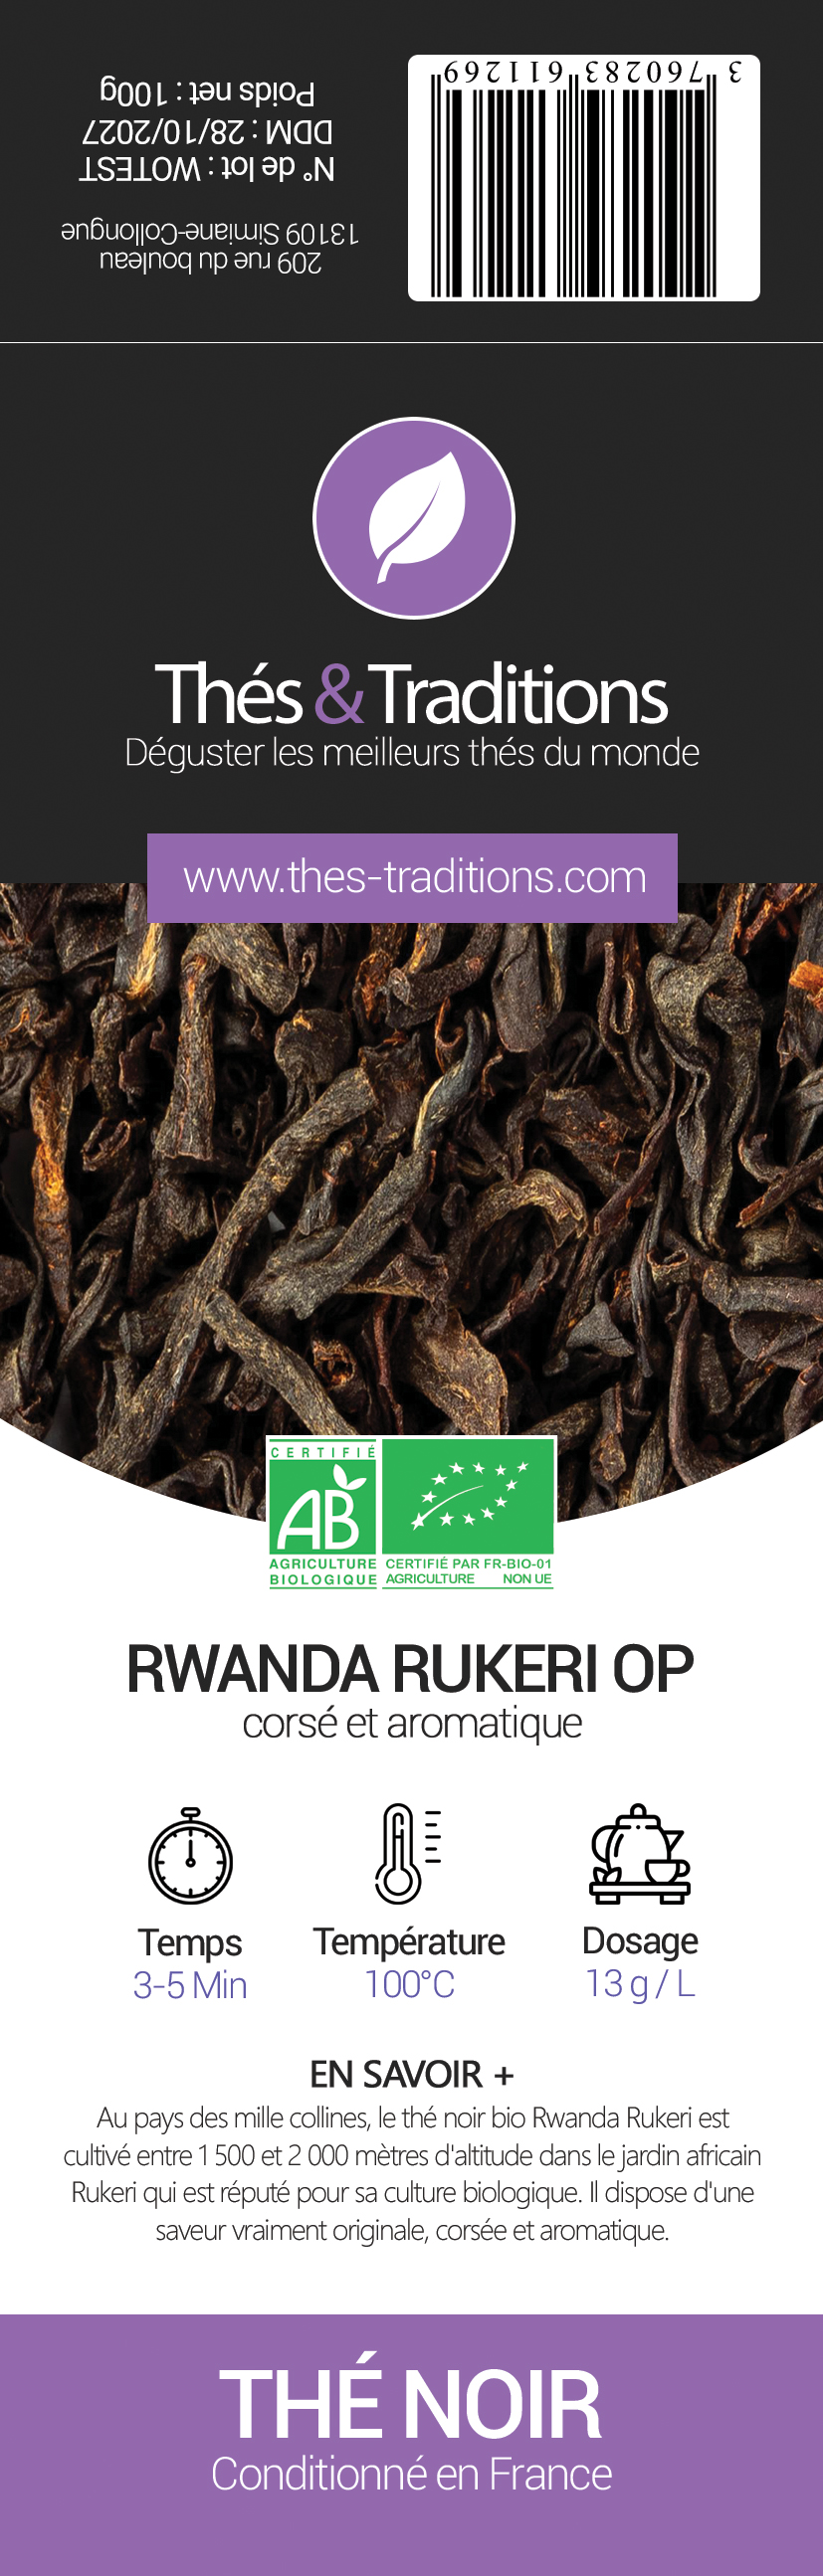 209 rue du bouleau
13109 Simiane-Collongue
N° de lot : WOTEST
DDM : 28/10/2027
Poids net : 100g
3 760283 611269
Thés & Traditions
Déguster les meilleurs thés du monde
www.thes-traditions.com
CERTIFIÉ
AB
AGRICULTURE
BIOLOGIQUE
CERTIFIÉ PAR FR-BIO-01
AGRICULTURE NON UE
RWANDA RUKERI OP
corsé et aromatique
Temps
3-5 Min
Température
100°C
Dosage
13 g / L
EN SAVOIR +
Au pays des mille collines, le thé noir bio Rwanda Rukeri est
cultivé entre 1 500 et 2 000 mètres d'altitude dans le jardin africain
Rukeri qui est réputé pour sa culture biologique. Il dispose d'une
saveur vraiment originale, corsée et aromatique.
THÉ NOIR
Conditionné en France